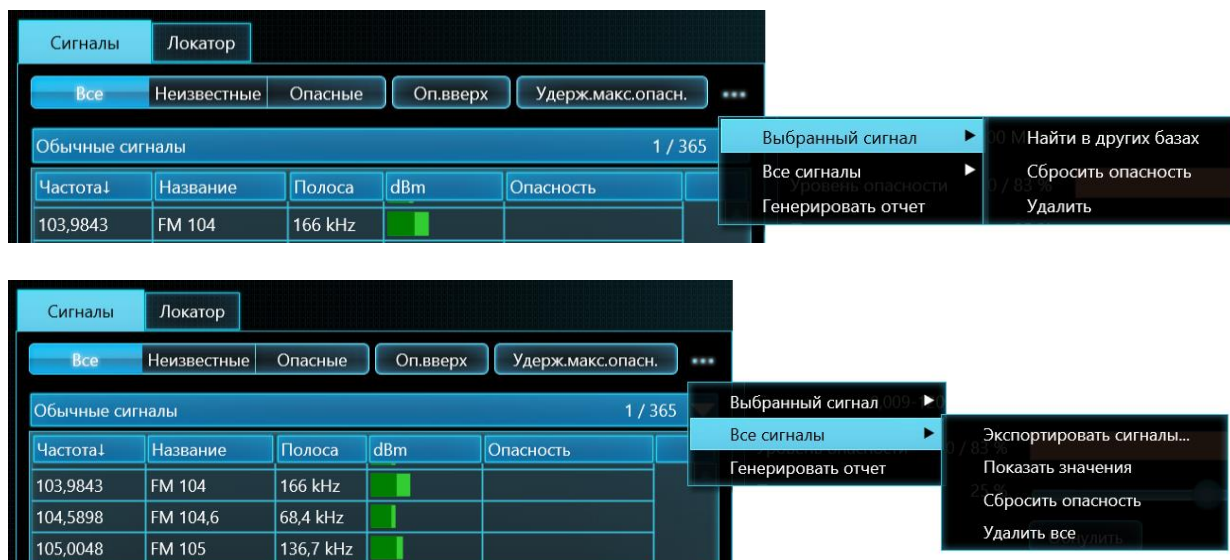 Сигналы Локатор
Все Неизвестные Опасные Оп.вверх Удерж.макс.опасн. •••
Обычные сигналы 1 / 365
Частота↓ Название Полоса dBm Опасность
103,9843 FM 104 166 kHz
Выбранный сигнал ▶
Все сигналы ▶
Генерировать отчет
Найти в других базах
Сбросить опасность
Удалить
Уровень опасности / 83 %
Сигналы Локатор
Все Неизвестные Опасные Оп.вверх Удерж.макс.опасн. •••
Обычные сигналы 1 / 365
Частота↓ Название Полоса dBm Опасность
103,9843 FM 104 166 kHz
104,5898 FM 104,6 68,4 kHz
105,0048 FM 105 136,7 kHz
Выбранный сигнал ▶
Все сигналы ▶
Генерировать отчет
Экспортировать сигналы...
Показать значения
Сбросить опасность
Удалить все